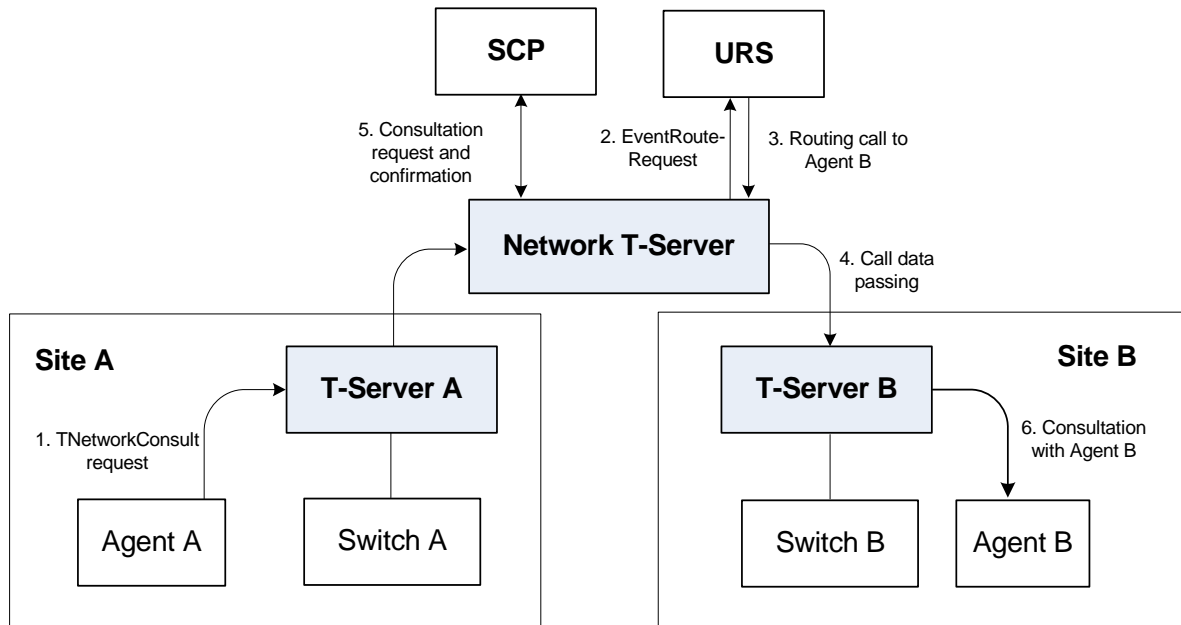 SCP
URS
5. Consultation
request and
confirmation
2. EventRoute-
Request
3. Routing call to
Agent B
Network T-Server
4. Call data
passing
Site A
T-Server A
1. TNetworkConsult
request
Agent A
Switch A
Site B
T-Server B
6. Consultation
with Agent B
Switch B
Agent B